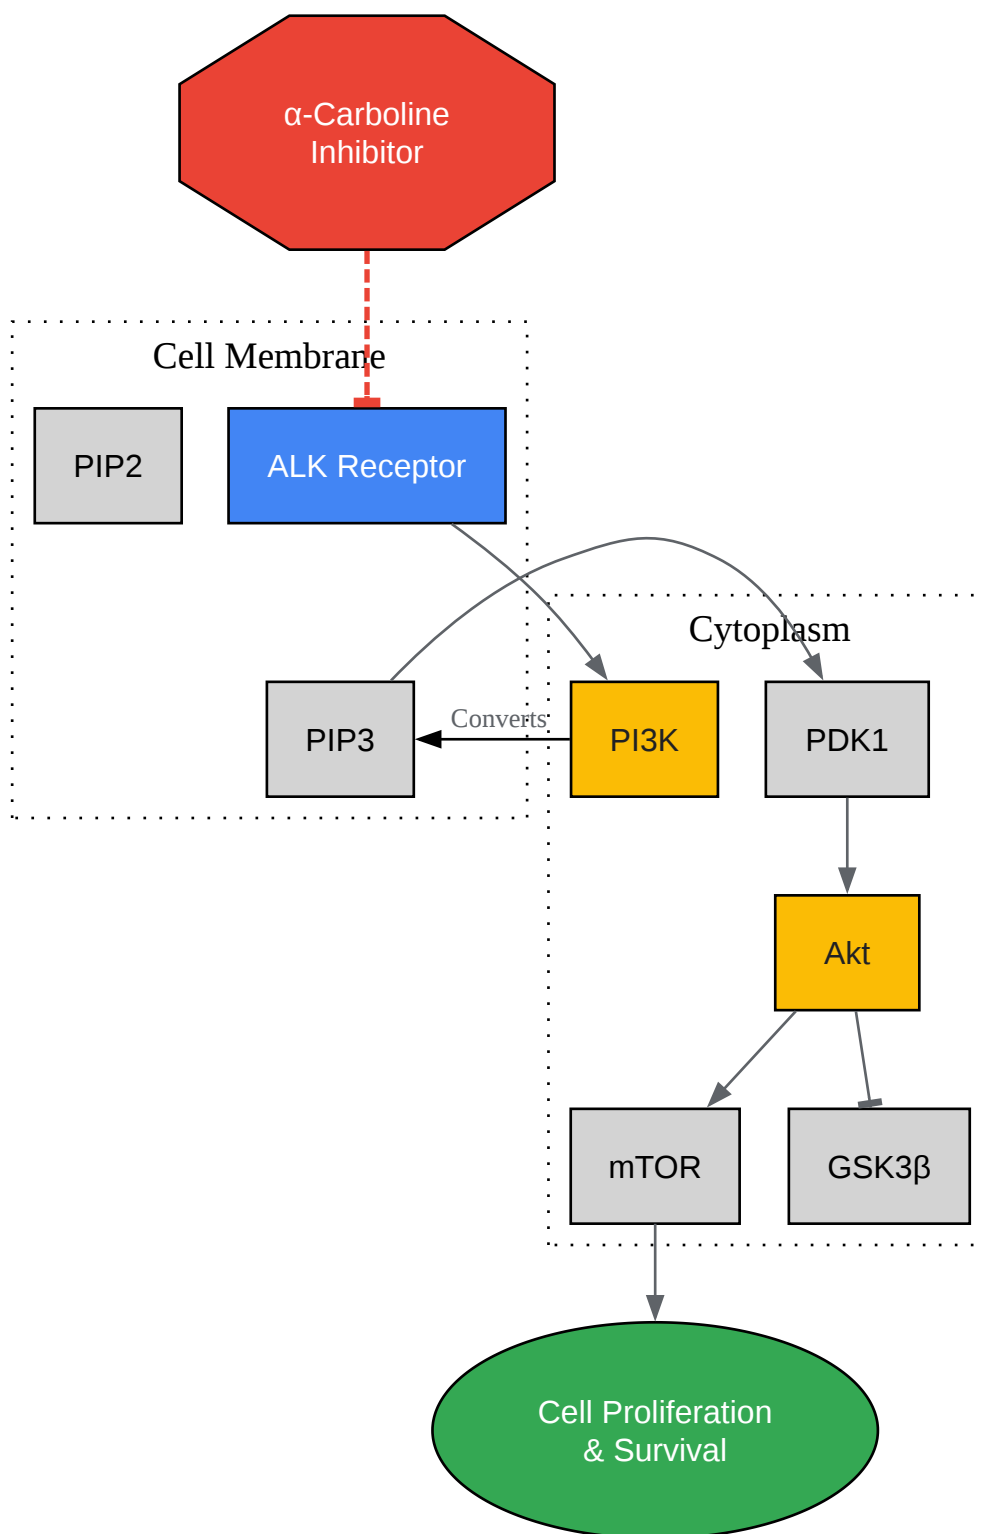 α-Carboline
Inhibitor
Cell Membrane
PIP2
ALK Receptor
Cytoplasm
PIP3
Converts
PI3K
PDK1
Akt
mTOR
GSK3β
Cell Proliferation
& Survival